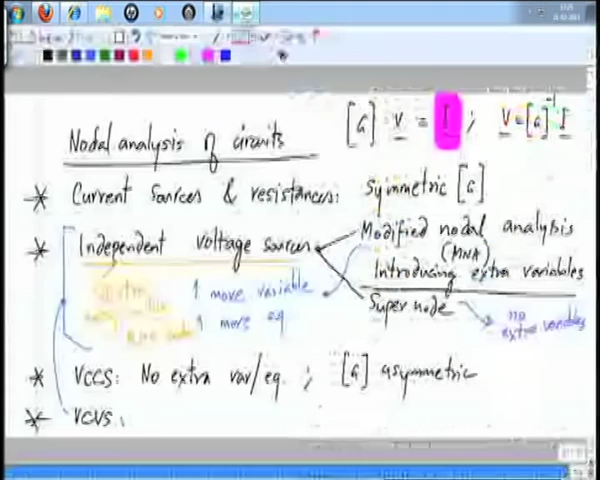 [G] V = I ; V = [G]⁻¹ I
Nodal analysis of circuits
* Current sources & resistances: symmetric [G]
* Independent voltage sources
Modified nodal analysis
(MNA)
Introducing extra variables
1 more variable
1 more eq
Super node
no
extra variables
* VCCS: No extra var/eq. ; [G] asymmetric
* VCVS: